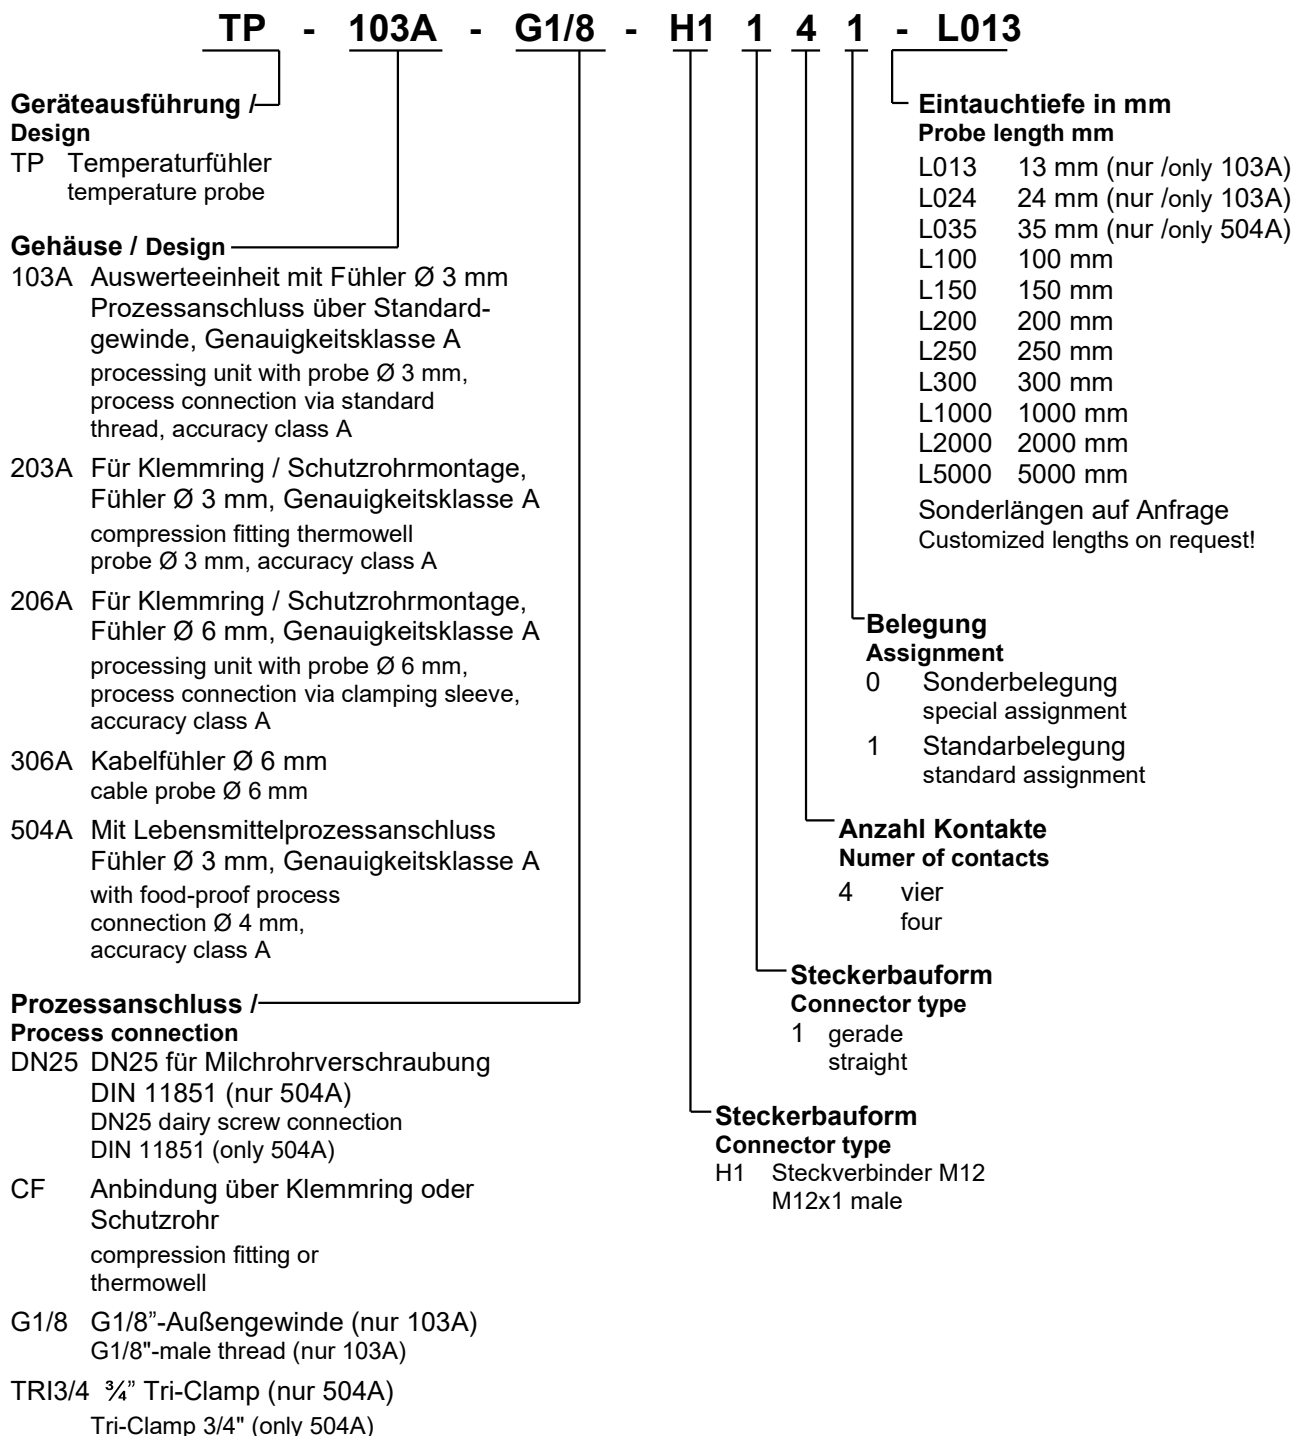 TP - 103A - G1/8 - H1 1 4 1 - L013
Geräteausführung /
Design
TP Temperaturfühler
temperature probe
Gehäuse / Design
103A Auswerteeinheit mit Fühler Ø 3 mm
Prozessanschluss über Standard-
gewinde, Genauigkeitsklasse A
processing unit with probe Ø 3 mm,
process connection via standard
thread, accuracy class A
203A Für Klemmring / Schutzrohrmontage,
Fühler Ø 3 mm, Genauigkeitsklasse A
compression fitting thermowell
probe Ø 3 mm, accuracy class A
206A Für Klemmring / Schutzrohrmontage,
Fühler Ø 6 mm, Genauigkeitsklasse A
processing unit with probe Ø 6 mm,
process connection via clamping sleeve,
accuracy class A
306A Kabelfühler Ø 6 mm
cable probe Ø 6 mm
504A Mit Lebensmittelprozessanschluss
Fühler Ø 3 mm, Genauigkeitsklasse A
with food-proof process
connection Ø 4 mm,
accuracy class A
Prozessanschluss /
Process connection
DN25 DN25 für Milchrohrverschraubung
DIN 11851 (nur 504A)
DN25 dairy screw connection
DIN 11851 (only 504A)
CF Anbindung über Klemmring oder
Schutzrohr
compression fitting or
thermowell
G1/8 G1/8”-Außengewinde (nur 103A)
G1/8"-male thread (nur 103A)
TRI3/4 ¾” Tri-Clamp (nur 504A)
Tri-Clamp 3/4" (only 504A)
Eintauchtiefe in mm
Probe length mm
L013 13 mm (nur /only 103A)
L024 24 mm (nur /only 103A)
L035 35 mm (nur /only 504A)
L100 100 mm
L150 150 mm
L200 200 mm
L250 250 mm
L300 300 mm
L1000 1000 mm
L2000 2000 mm
L5000 5000 mm
Sonderlängen auf Anfrage
Customized lengths on request!
Belegung
Assignment
0 Sonderbelegung
special assignment
1 Standarbelegung
standard assignment
Anzahl Kontakte
Numer of contacts
4 vier
four
Steckerbauform
Connector type
1 gerade
straight
Steckerbauform
Connector type
H1 Steckverbinder M12
M12x1 male